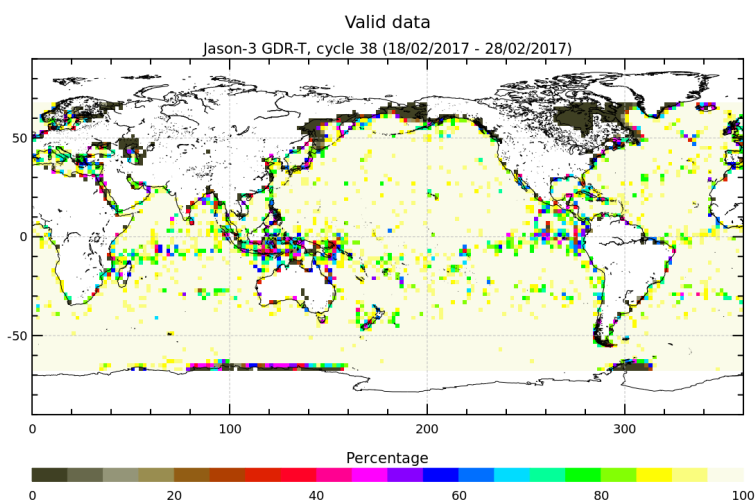 Valid data
Jason-3 GDR-T, cycle 38 (18/02/2017 - 28/02/2017)
50
0
-50
0 100 200 300
Percentage
0 20 40 60 80 100